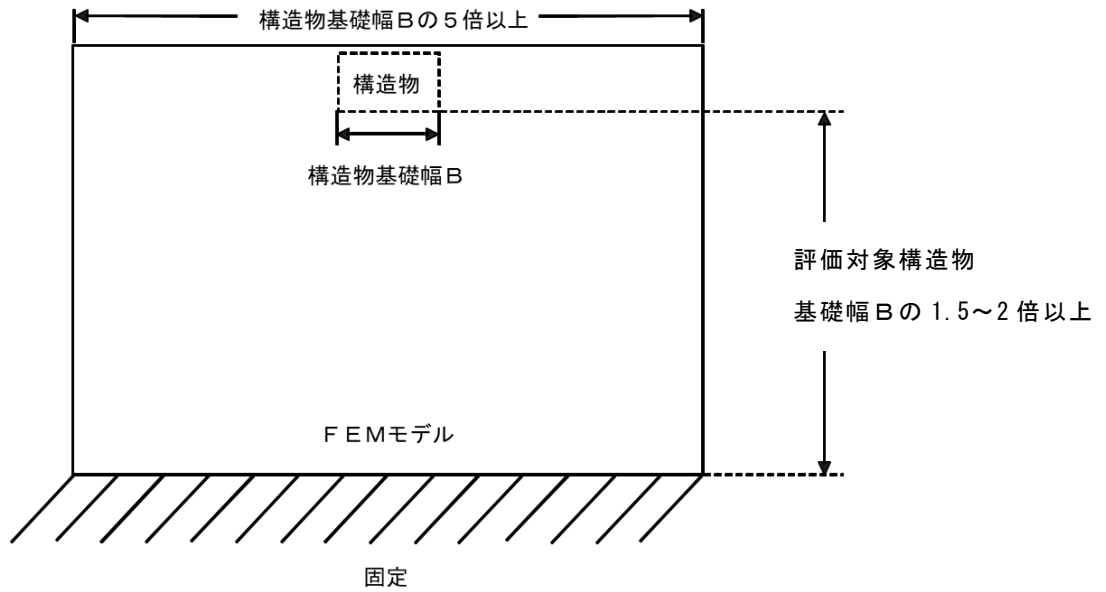 構造物基礎幅Ｂの５倍以上
構造物
構造物基礎幅Ｂ
評価対象構造物
基礎幅Ｂの 1.5～2 倍以上
ＦＥＭモデル
固定